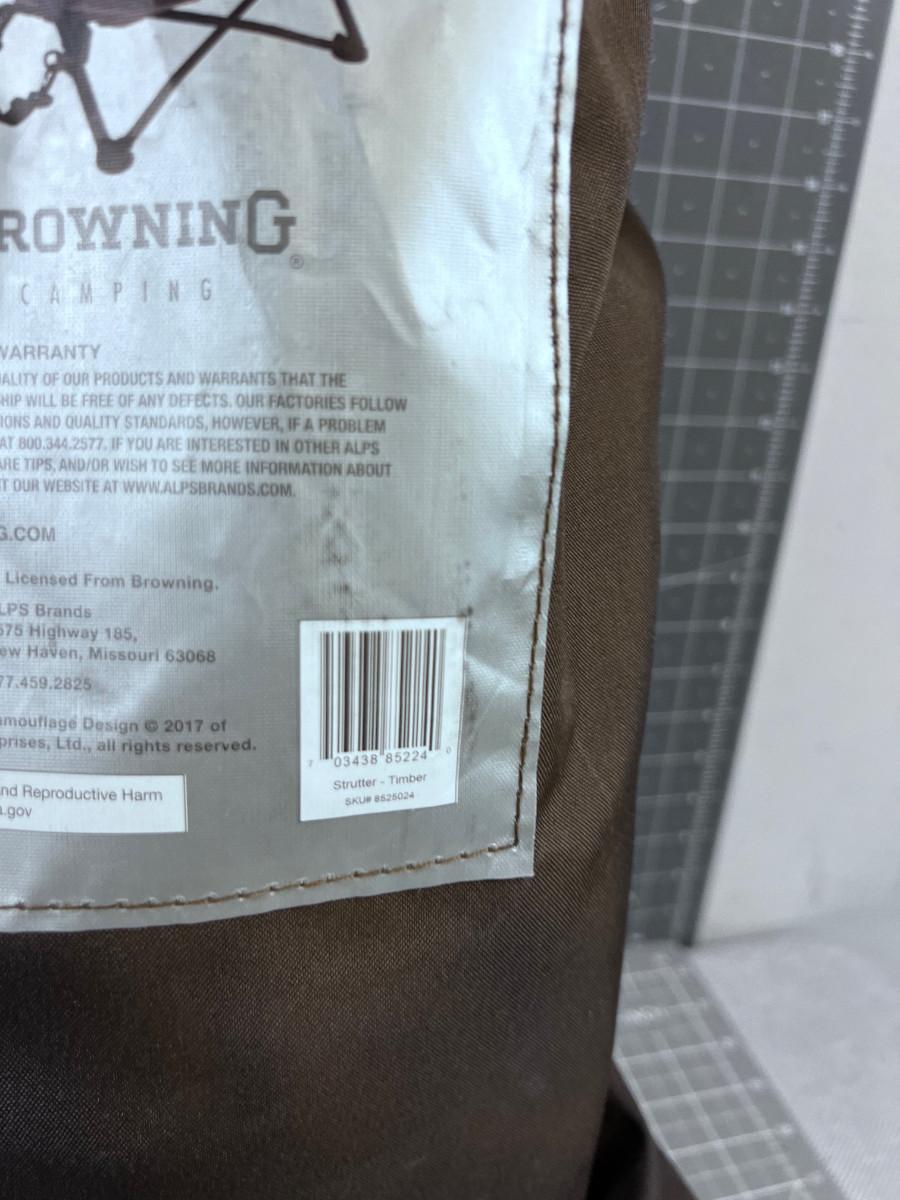 ROWNING®
CAMPING
WARRANTY
ALITY OF OUR PRODUCTS AND WARRANTS THAT THE
HIP WILL BE FREE OF ANY DEFECTS. OUR FACTORIES FOLLOW
IONS AND QUALITY STANDARDS, HOWEVER, IF A PROBLEM
AT 800.344.2577. IF YOU ARE INTERESTED IN OTHER ALPS
ARE TIPS, AND/OR WISH TO SEE MORE INFORMATION ABOUT
T OUR WEBSITE AT WWW.ALPSBRANDS.COM.
G.COM
Licensed From Browning.
LPS Brands
575 Highway 185,
ew Haven, Missouri 63068
77.459.2825
amouflage Design © 2017 of
prises, Ltd., all rights reserved.
nd Reproductive Harm
a.gov
7 03438 85224 0
Strutter - Timber
SKU# 8525024